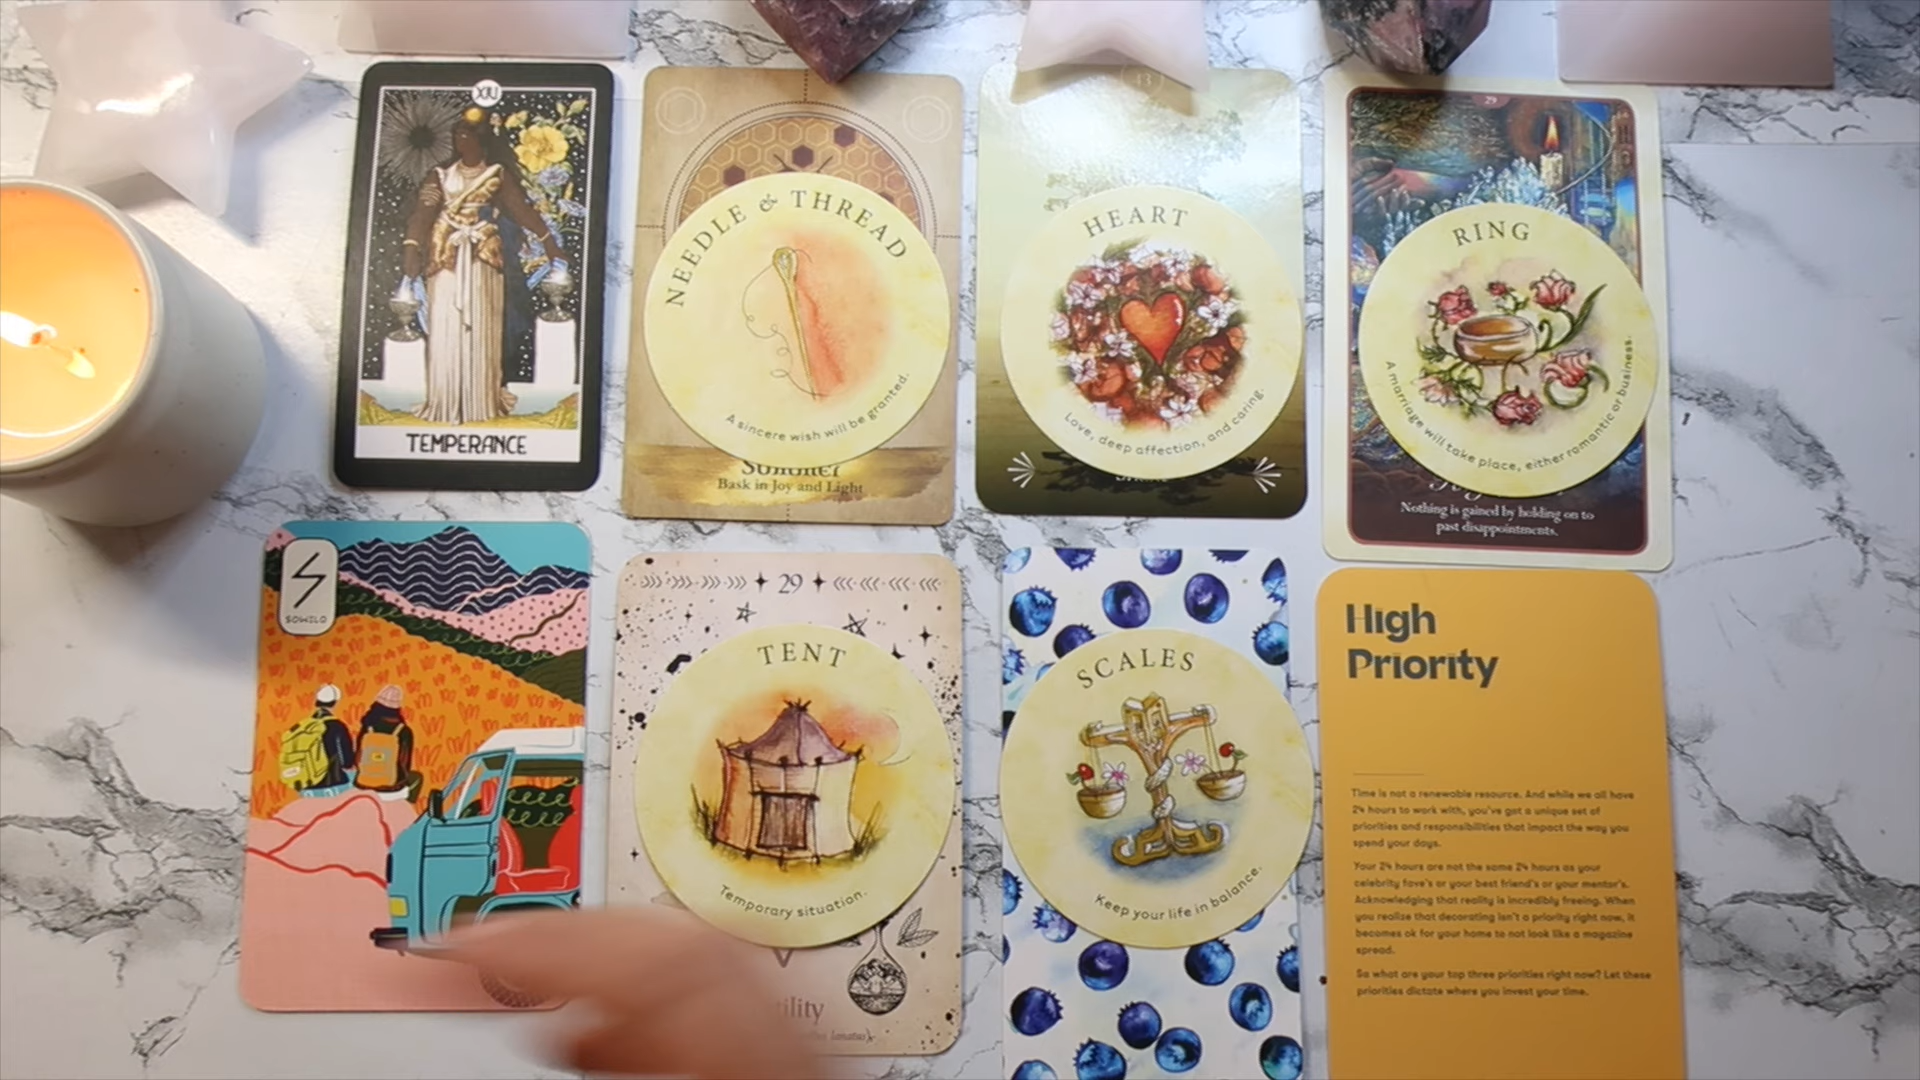 XIV
TEMPERANCE
NEEDLE & THREAD
A sincere wish will be granted.
Summer
Bask in Joy and Light
43
HEART
Love, deep affection, and caring.
29
RING
A marriage will take place, either romantic or business.
Nothing is gained by holding on to
past disappointments.
SOWILO
29
TENT
Temporary situation.
SCALES
Keep your life in balance.
High
Priority
Time is not a renewable resource. And while we all have
24 hours to work with, you've got a unique set of
priorities and responsibilities that impact the way you
spend your days.
Your 24 hours are not the same 24 hours as your
celebrity fave's or your best friend's or your mentor's.
Acknowledging that reality is incredibly freeing. When
you realize that decorating isn't a priority right now, it
becomes ok for your home to not look like a magazine
spread.
So what are your top three priorities right now? Let these
priorities dictate where you invest your time.